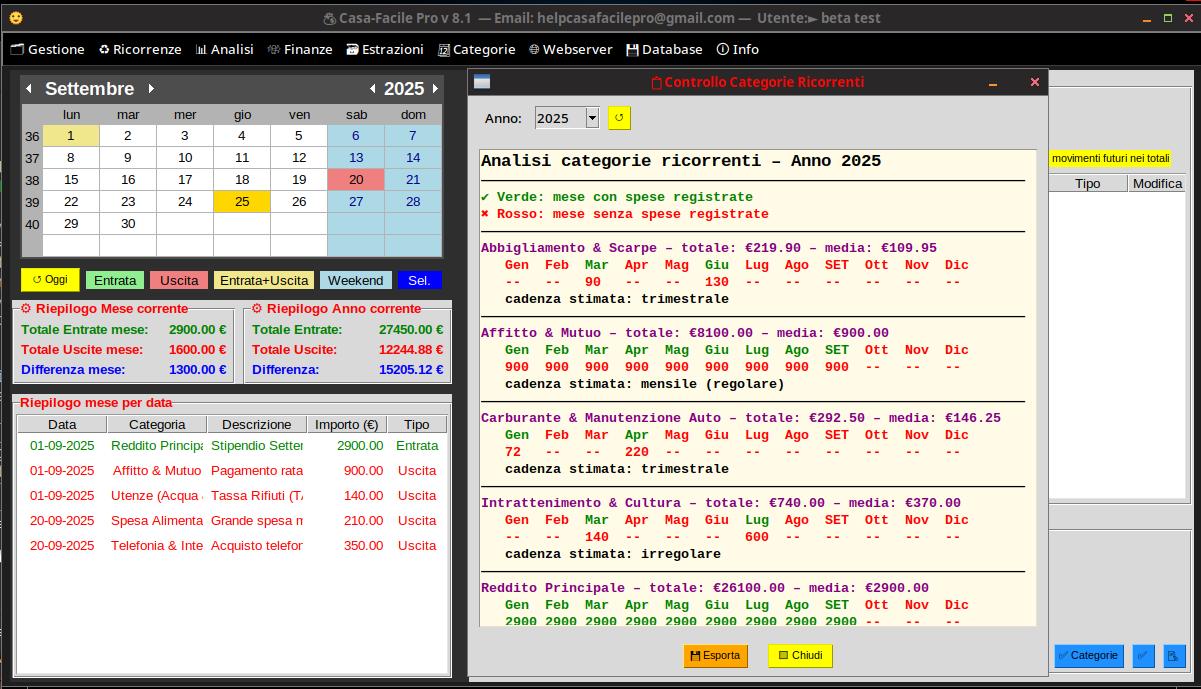 Casa-Facile Pro v 8.1 — Email: helpcasafacilepro@gmail.com — Utente:► beta test
Gestione Ricorrenze Analisi Finanze Estrazioni Categorie Webserver Database Info
Settembre 2025
lun mar mer gio ven sab dom
36 1 2 3 4 5 6 7
37 8 9 10 11 12 13 14
38 15 16 17 18 19 20 21
39 22 23 24 25 26 27 28
40 29 30
↺ Oggi Entrata Uscita Entrata+Uscita Weekend Sel.
Riepilogo Mese corrente
Totale Entrate mese: 2900.00 €
Totale Uscite mese: 1600.00 €
Differenza mese: 1300.00 €
Riepilogo Anno corrente
Totale Entrate: 27450.00 €
Totale Uscite: 12244.88 €
Differenza: 15205.12 €
Riepilogo mese per data
Data Categoria Descrizione Importo (€) Tipo
01-09-2025 Reddito Principa Stipendio Setter 2900.00 Entrata
01-09-2025 Affitto & Mutuo Pagamento rata 900.00 Uscita
01-09-2025 Utenze (Acqua Tassa Rifiuti (T/ 140.00 Uscita
20-09-2025 Spesa Alimenta Grande spesa m 210.00 Uscita
20-09-2025 Telefonia & Inte Acquisto telefor 350.00 Uscita
Controllo Categorie Ricorrenti
Anno: 2025 ↺
Analisi categorie ricorrenti – Anno 2025
✔ Verde: mese con spese registrate
✖ Rosso: mese senza spese registrate
Abbigliamento & Scarpe – totale: €219.90 – media: €109.95
Gen Feb Mar Apr Mag Giu Lug Ago SET Ott Nov Dic
-- -- 90 -- -- 130 -- -- -- -- -- --
cadenza stimata: trimestrale
Affitto & Mutuo – totale: €8100.00 – media: €900.00
Gen Feb Mar Apr Mag Giu Lug Ago SET Ott Nov Dic
900 900 900 900 900 900 900 900 900 -- -- --
cadenza stimata: mensile (regolare)
Carburante & Manutenzione Auto – totale: €292.50 – media: €146.25
Gen Feb Mar Apr Mag Giu Lug Ago SET Ott Nov Dic
72 -- -- 220 -- -- -- -- -- -- -- --
cadenza stimata: trimestrale
Intrattenimento & Cultura – totale: €740.00 – media: €370.00
Gen Feb Mar Apr Mag Giu Lug Ago SET Ott Nov Dic
-- -- 140 -- -- -- 600 -- -- -- -- --
cadenza stimata: irregolare
Reddito Principale – totale: €26100.00 – media: €2900.00
Gen Feb Mar Apr Mag Giu Lug Ago SET Ott Nov Dic
2900 2900 2900 2900 2900 2900 2900 2900 2900 -- -- --
Esporta Chiudi
movimenti futuri nei totali
Tipo Modifica
Categorie